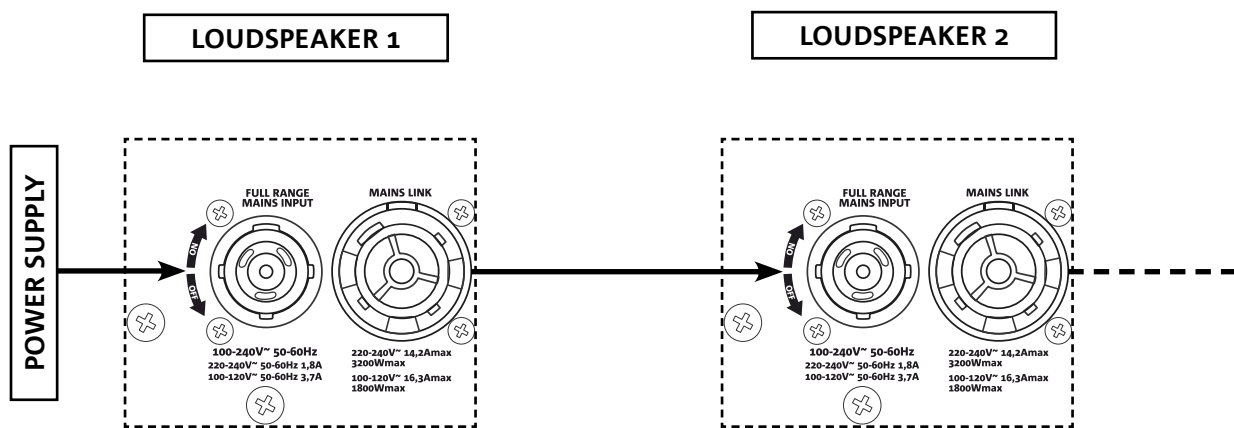 LOUDSPEAKER 1
LOUDSPEAKER 2
POWER SUPPLY
FULL RANGE
MAINS INPUT
MAINS LINK
ON
OFF
100-240V~ 50-60Hz
220-240V~ 50-60Hz 1,8A
100-120V~ 50-60Hz 3,7A
220-240V~ 14,2Amax
3200Wmax
100-120V~ 16,3Amax
1800Wmax
FULL RANGE
MAINS INPUT
MAINS LINK
ON
OFF
100-240V~ 50-60Hz
220-240V~ 50-60Hz 1,8A
100-120V~ 50-60Hz 3,7A
220-240V~ 14,2Amax
3200Wmax
100-120V~ 16,3Amax
1800Wmax